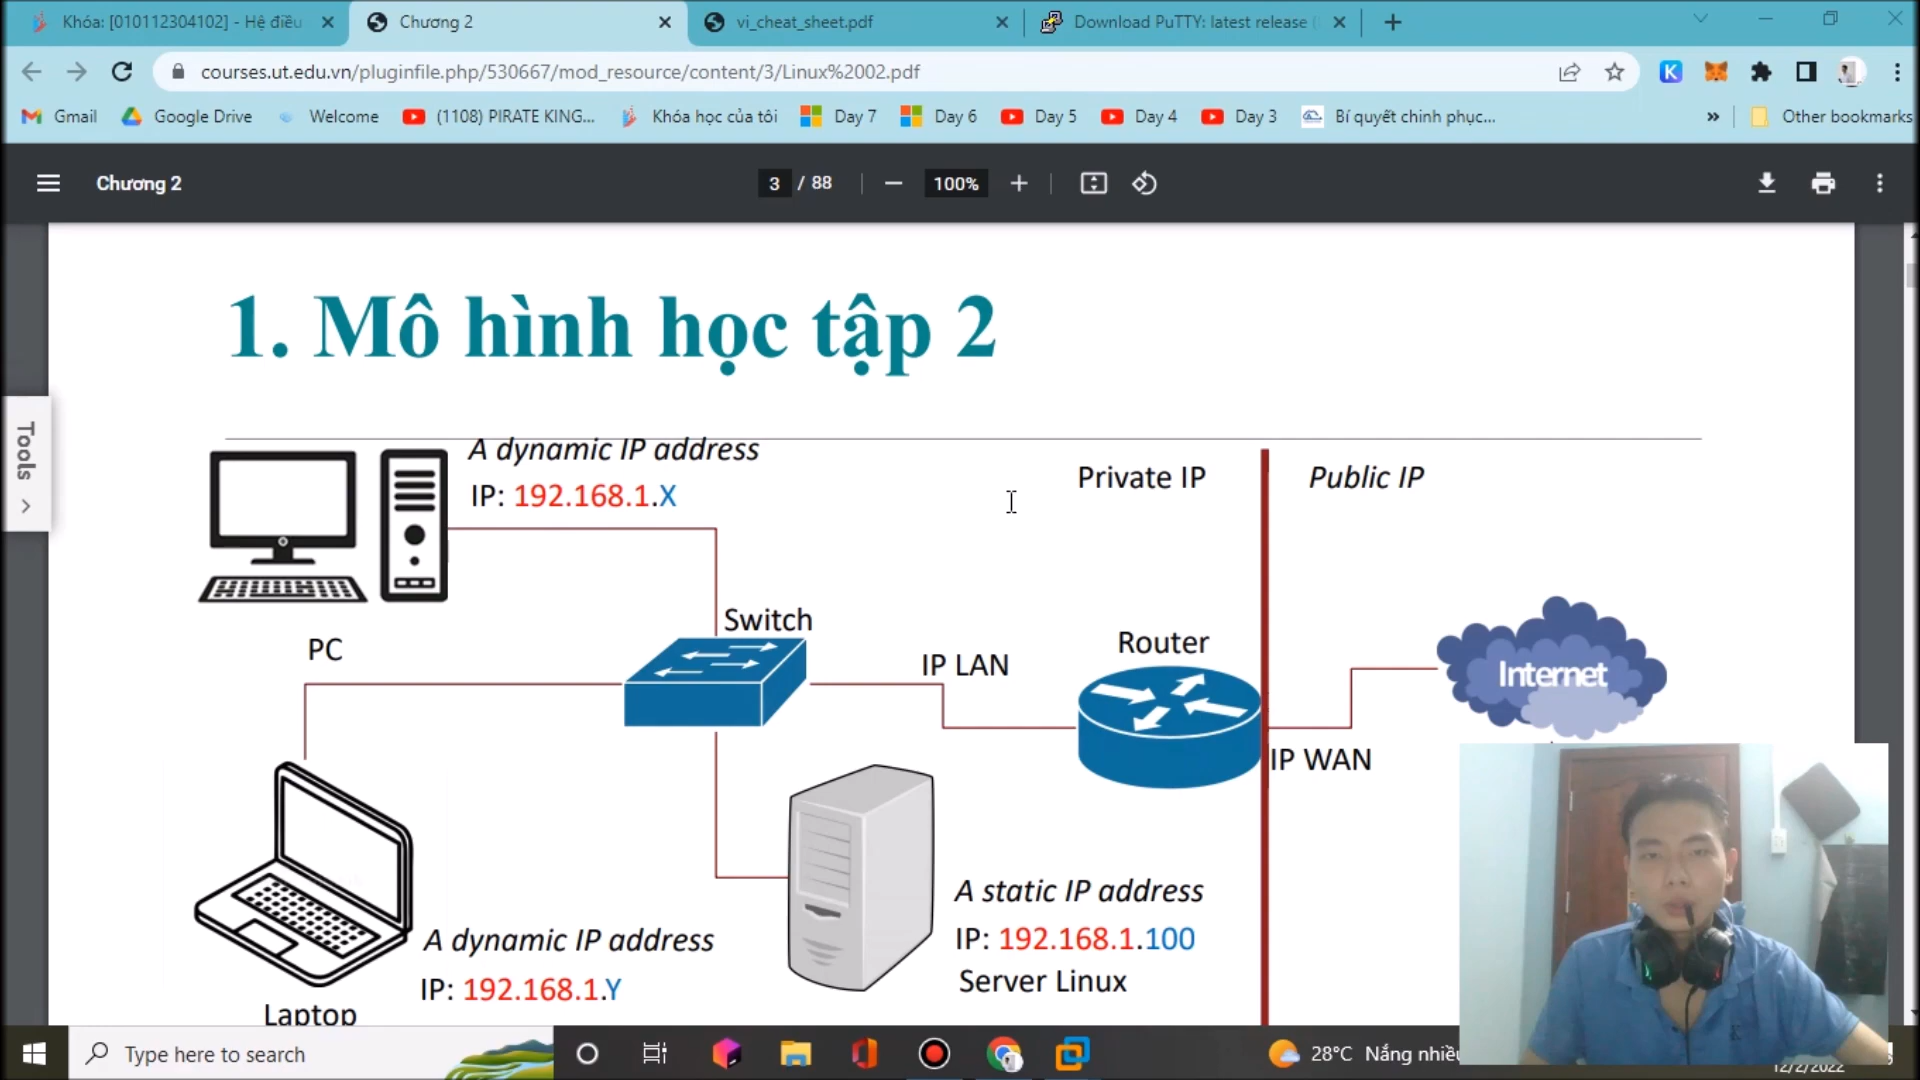 Khóa: [010112304102] - Hệ điều
Chương 2
vi_cheat_sheet.pdf
Download PuTTY: latest release
courses.ut.edu.vn/pluginfile.php/530667/mod_resource/content/3/Linux%2002.pdf
Gmail
Google Drive
Welcome
(1108) PIRATE KING...
Khóa học của tôi
Day 7
Day 6
Day 5
Day 4
Day 3
Bí quyết chinh phục...
»
Other bookmarks
Chương 2
3 / 88
100%
Tools
1. Mô hình học tập 2
A dynamic IP address
IP: 192.168.1.X
Private IP
Public IP
PC
Switch
IP LAN
Router
Internet
IP WAN
A static IP address
IP: 192.168.1.100
Server Linux
A dynamic IP address
IP: 192.168.1.Y
Laptop
Type here to search
28°C Nắng nhiều
12/2/2022